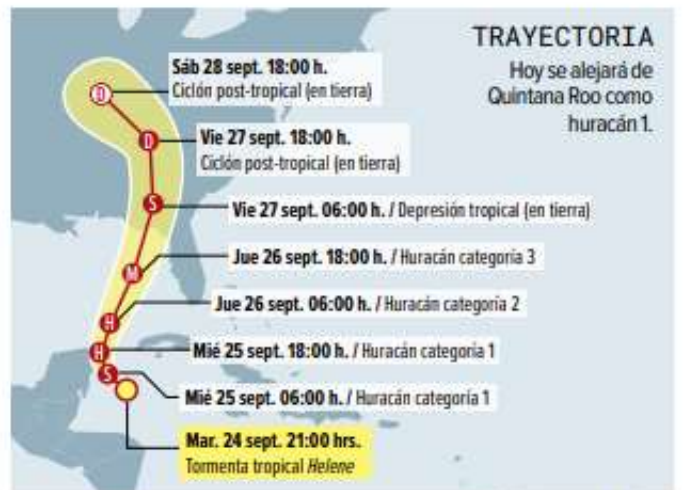 TRAYECTORIA
Hoy se alejará de
Quintana Roo como
huracán 1.
Sáb 28 sept. 18:00 h.
Ciclón post-tropical (en tierra)
D
Vie 27 sept. 18:00 h.
Ciclón post-tropical (en tierra)
D
S
Vie 27 sept. 06:00 h. / Depresión tropical (en tierra)
M
Jue 26 sept. 18:00 h. / Huracán categoría 3
H
Jue 26 sept. 06:00 h. / Huracán categoría 2
H
Mié 25 sept. 18:00 h. / Huracán categoría 1
S
Mié 25 sept. 06:00 h. / Huracán categoría 1
Mar. 24 sept. 21:00 hrs.
Tormenta tropical Helene